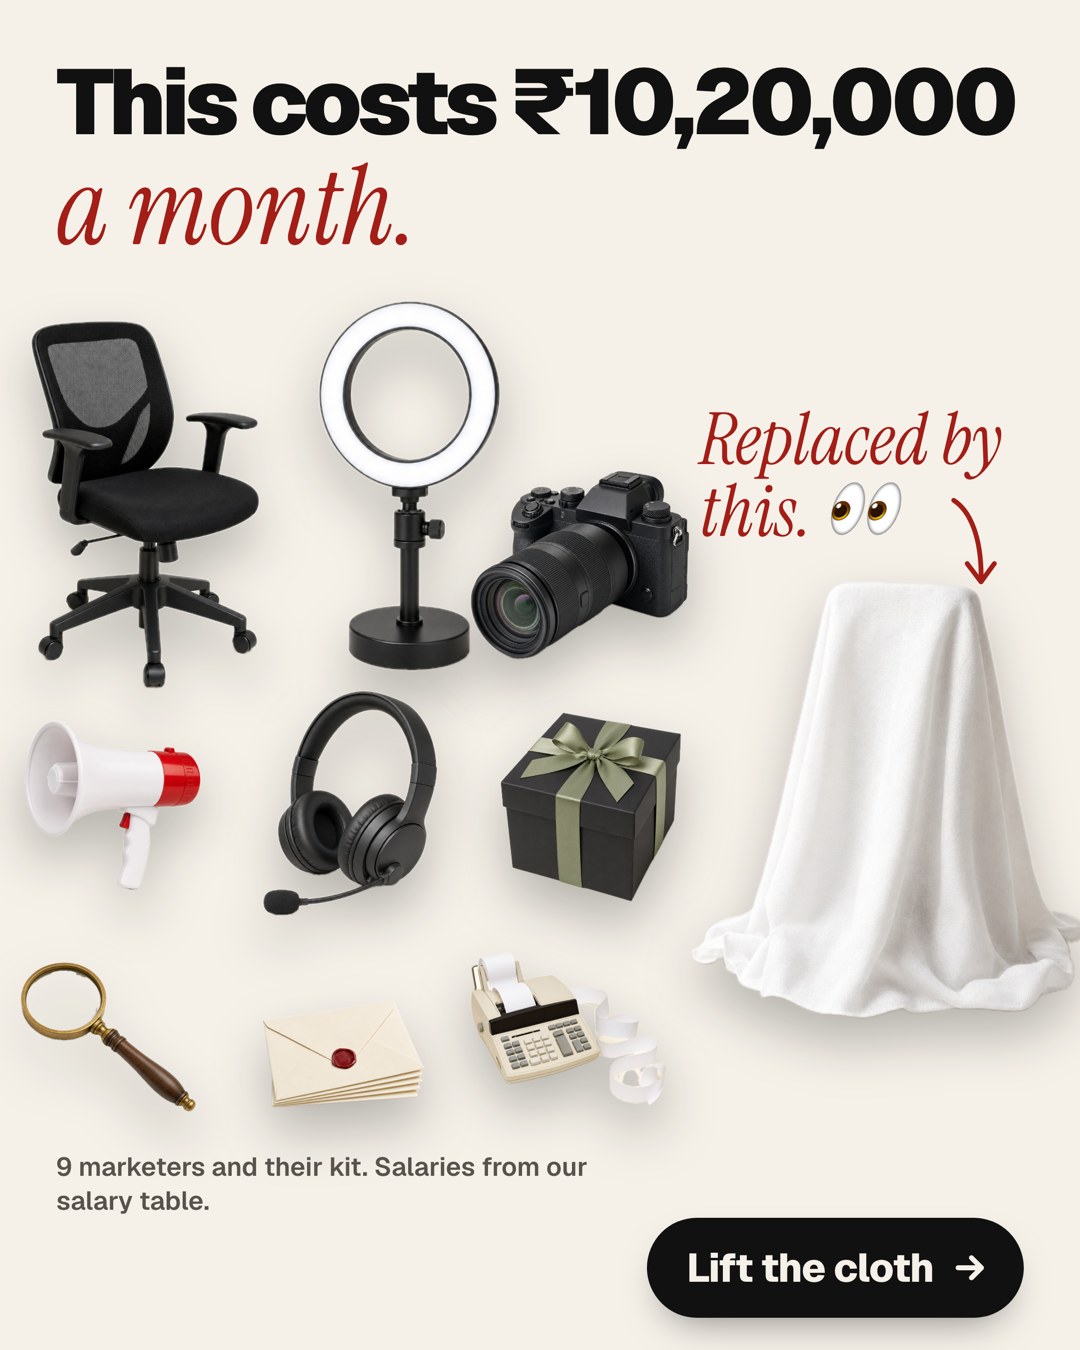 This costs ₹10,20,000
a month.
Replaced by
this. 👀
9 marketers and their kit. Salaries from our
salary table.
Lift the cloth →